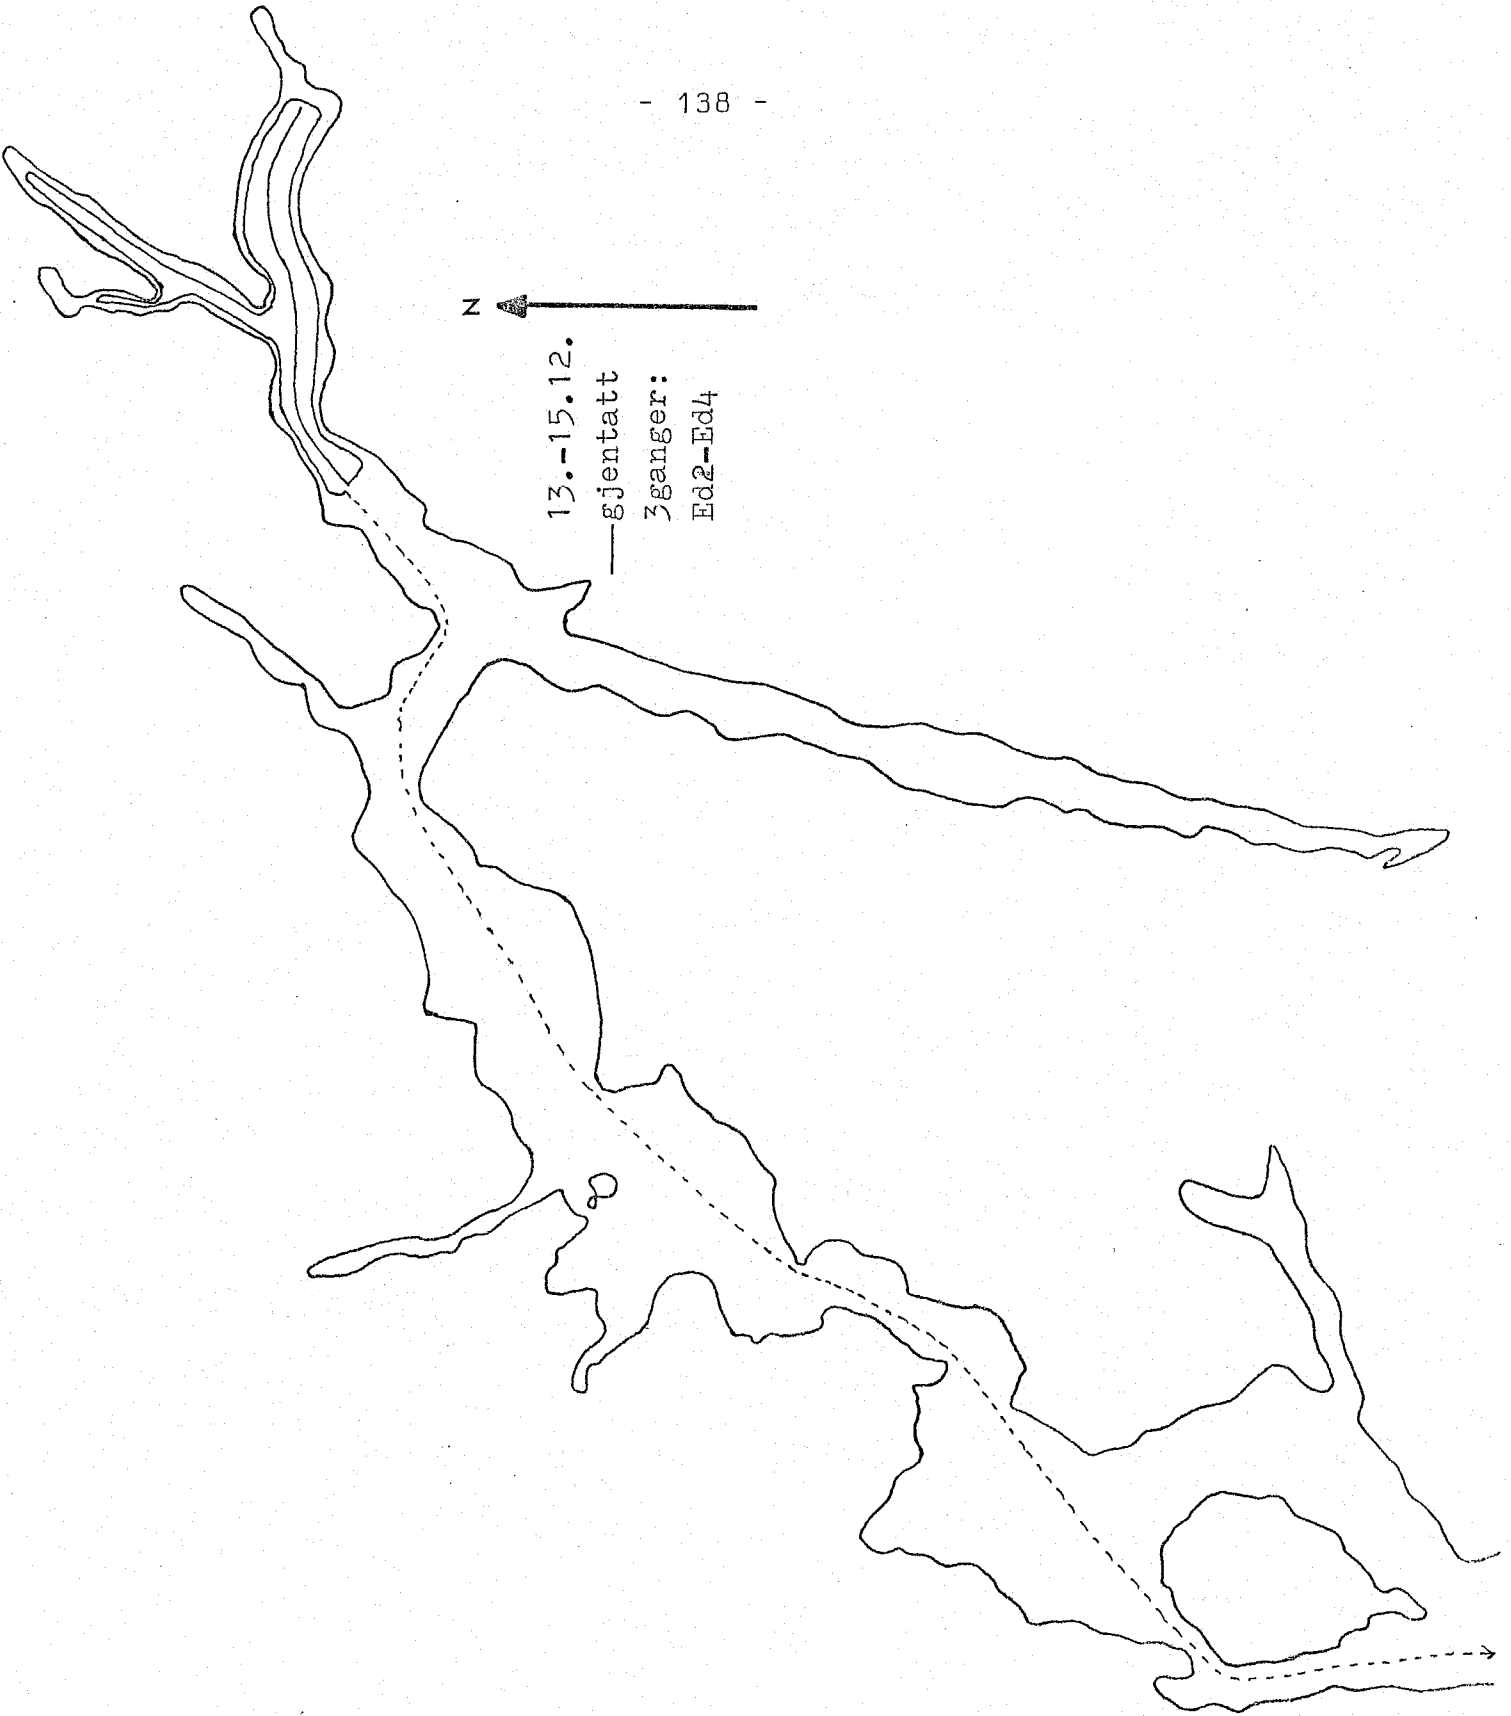 - 138 -
N
13.-15.12.
—gjentatt
3ganger:
Ed2-Ed4